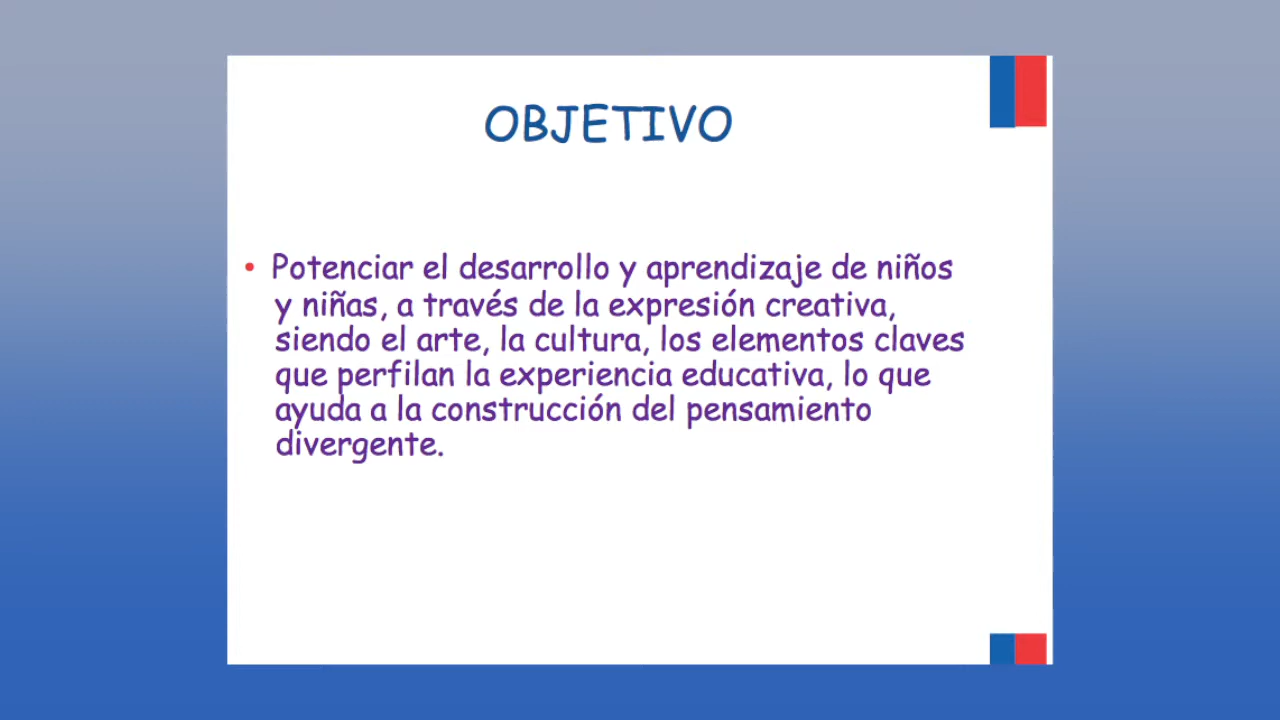 OBJETIVO
• Potenciar el desarrollo y aprendizaje de niños
y niñas, a través de la expresión creativa,
siendo el arte, la cultura, los elementos claves
que perfilan la experiencia educativa, lo que
ayuda a la construcción del pensamiento
divergente.